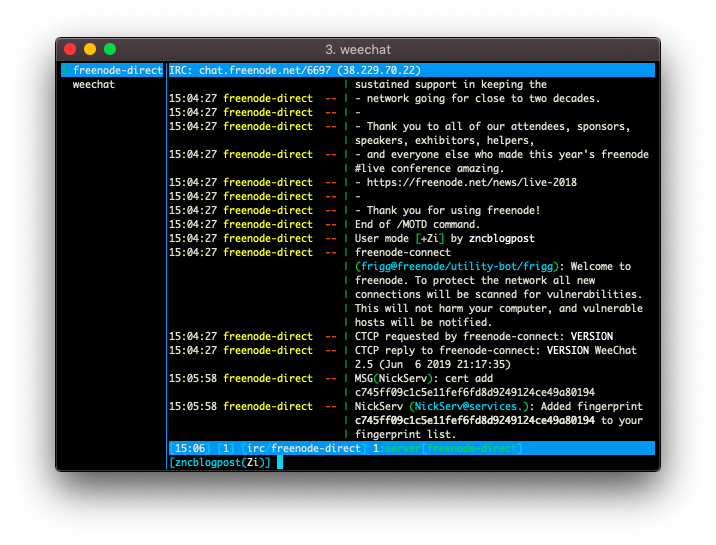 3. weechat
1 freenode-direct
IRC: chat.freenode.net/6697 (38.229.70.22)
weechat
| sustained support in keeping the
15:04:27 freenode-direct -- | - network going for close to two decades.
15:04:27 freenode-direct -- | -
15:04:27 freenode-direct -- | - Thank you to all of our attendees, sponsors,
| speakers, exhibitors, helpers,
15:04:27 freenode-direct -- | - and everyone else who made this year's freenode
| #live conference amazing.
15:04:27 freenode-direct -- | - https://freenode.net/news/live-2018
15:04:27 freenode-direct -- | -
15:04:27 freenode-direct -- | - Thank you for using freenode!
15:04:27 freenode-direct -- | End of /MOTD command.
15:04:27 freenode-direct -- | User mode [+Zi] by zncblogpost
15:04:27 freenode-direct -- | freenode-connect
| (frigg@freenode/utility-bot/frigg): Welcome to
| freenode. To protect the network all new
| connections will be scanned for vulnerabilities.
| This will not harm your computer, and vulnerable
| hosts will be notified.
15:04:27 freenode-direct -- | CTCP requested by freenode-connect: VERSION
15:04:27 freenode-direct -- | CTCP reply to freenode-connect: VERSION WeeChat
| 2.5 (Jun  6 2019 21:17:35)
15:05:58 freenode-direct -- | MSG(NickServ): cert add
| c745ff09c1c5e11fef6fd8d9249124ce49a80194
15:05:58 freenode-direct -- | NickServ (NickServ@services.): Added fingerprint
| c745ff09c1c5e11fef6fd8d9249124ce49a80194 to your
| fingerprint list.
[15:06] [1] [irc/freenode-direct] 1:server[freenode-direct]
[zncblogpost(Zi)]